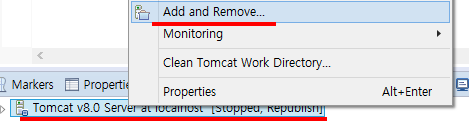 Add and Remove...
Monitoring
Clean Tomcat Work Directory...
Properties Alt+Enter
Markers Properties
Tomcat v8.0 Server at localhost [Stopped, Republish]